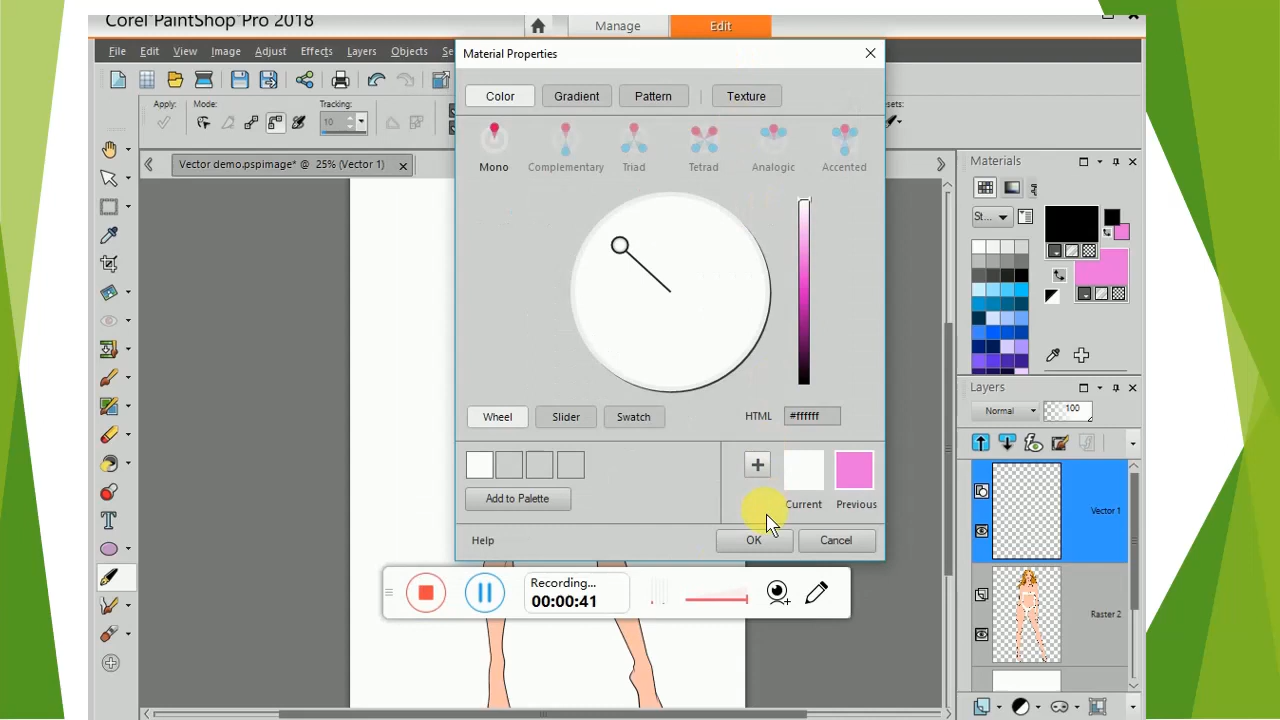 Corel PaintShop Pro 2018
Manage
Edit
File Edit View Image Adjust Effects Layers Objects
Material Properties
Apply:
Mode:
Tracking:
10
Color
Gradient
Pattern
Texture
Vector demo.pspimage* @ 25% (Vector 1)
Mono
Complementary
Triad
Tetrad
Analogic
Accented
Wheel
Slider
Swatch
HTML
#ffffff
Add to Palette
Current
Previous
Help
OK
Cancel
Recording...
00:00:41
Materials
St...
Layers
Normal
100
Vector 1
Raster 2